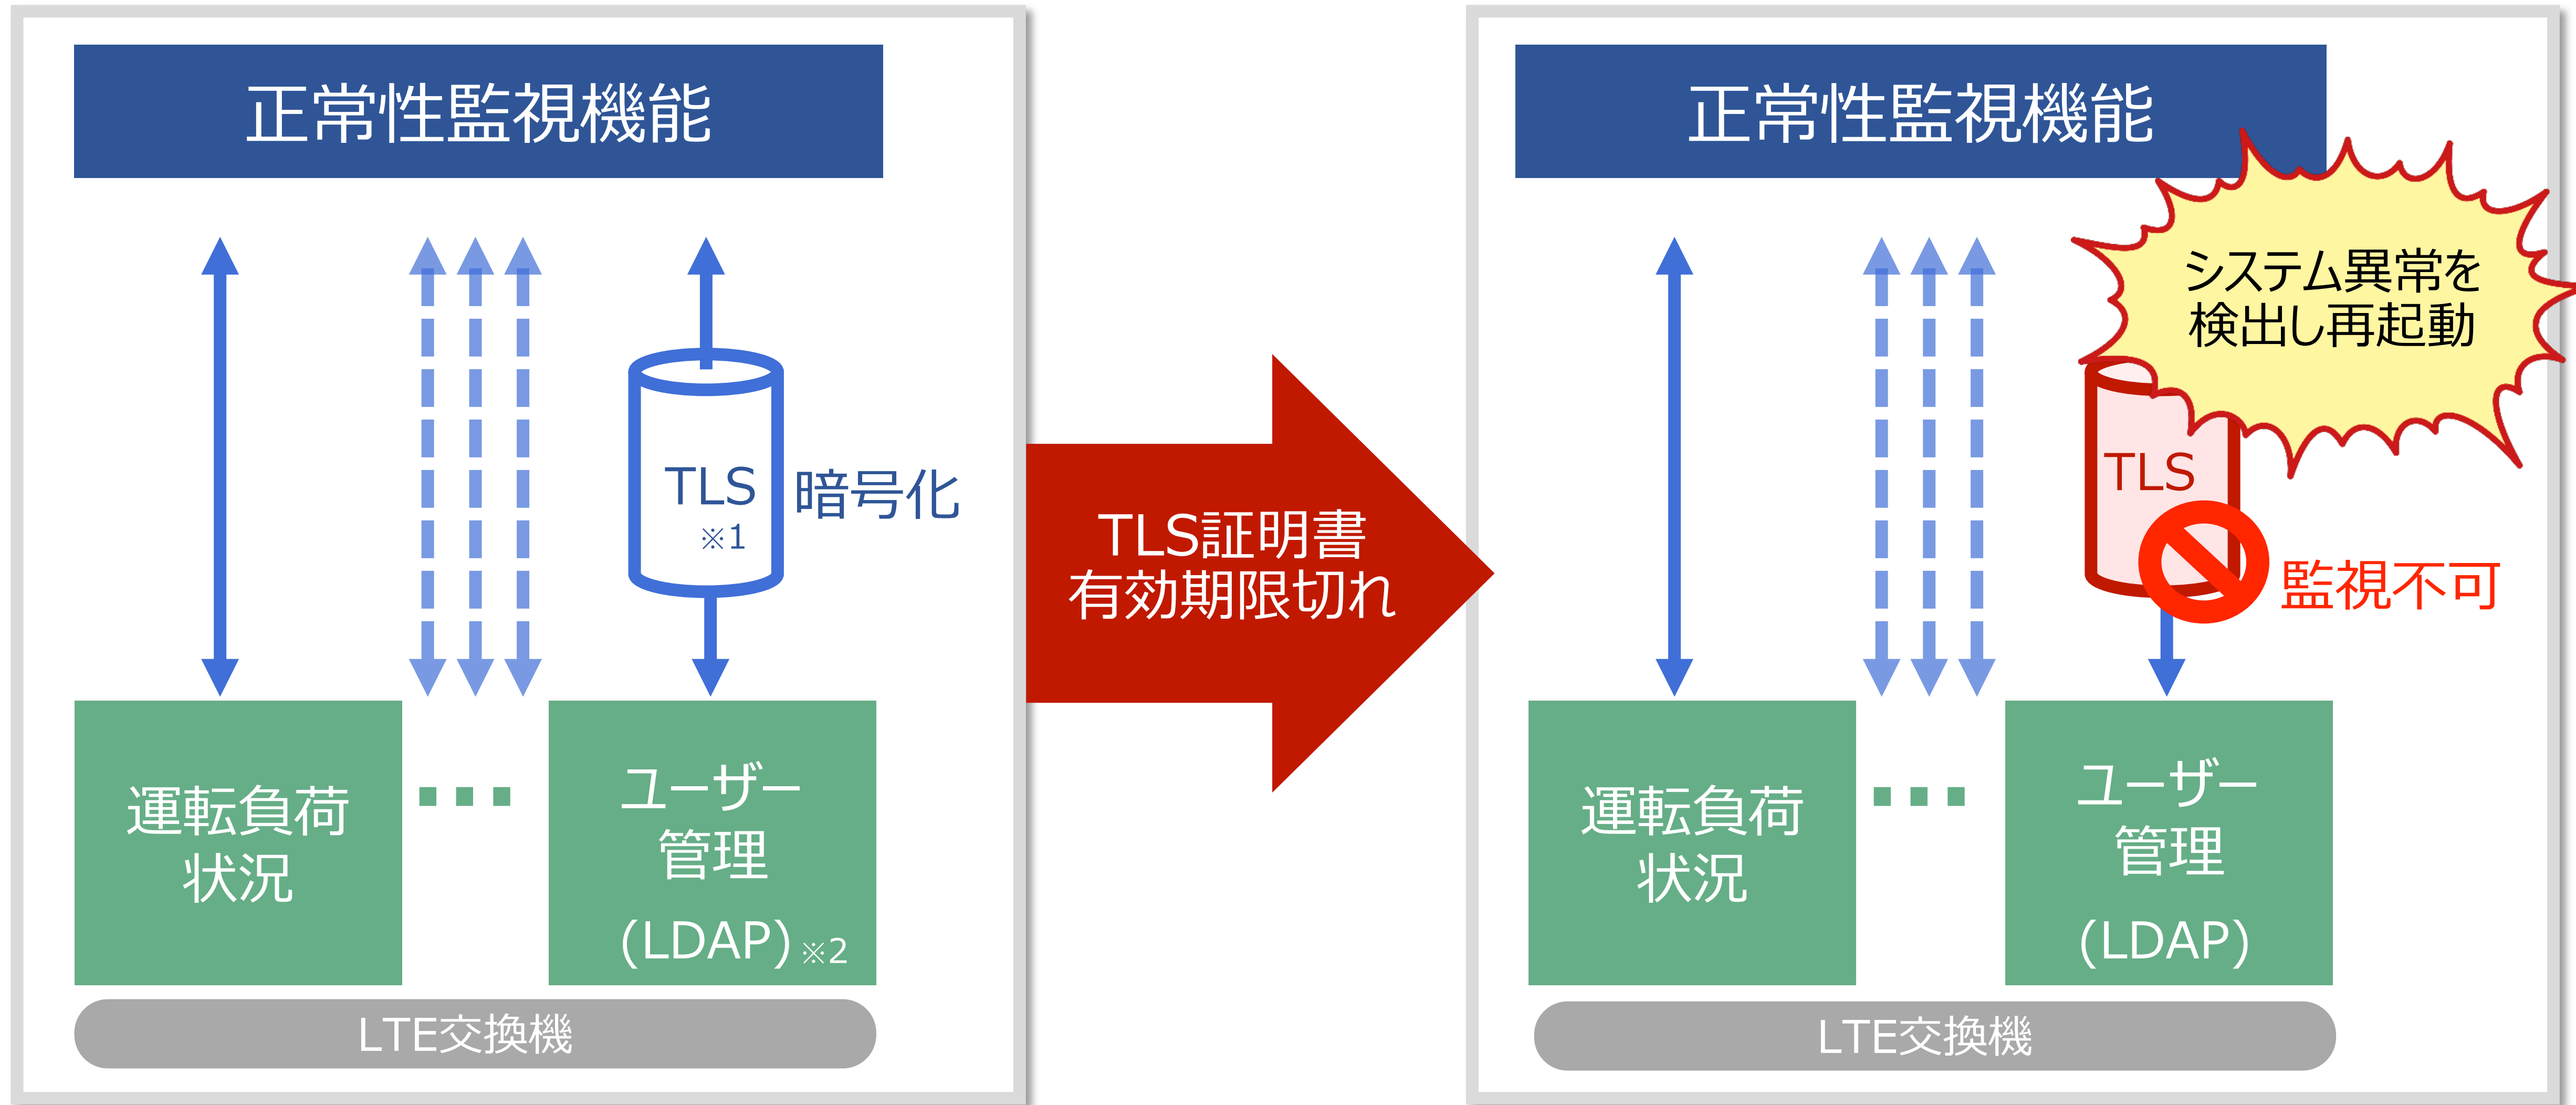 正常性監視機能
TLS
※1
暗号化
運転負荷
状況
ユーザー
管理
(LDAP)※2
LTE交換機
TLS証明書
有効期限切れ
正常性監視機能
システム異常を
検出し再起動
TLS
監視不可
運転負荷
状況
ユーザー
管理
(LDAP)
LTE交換機